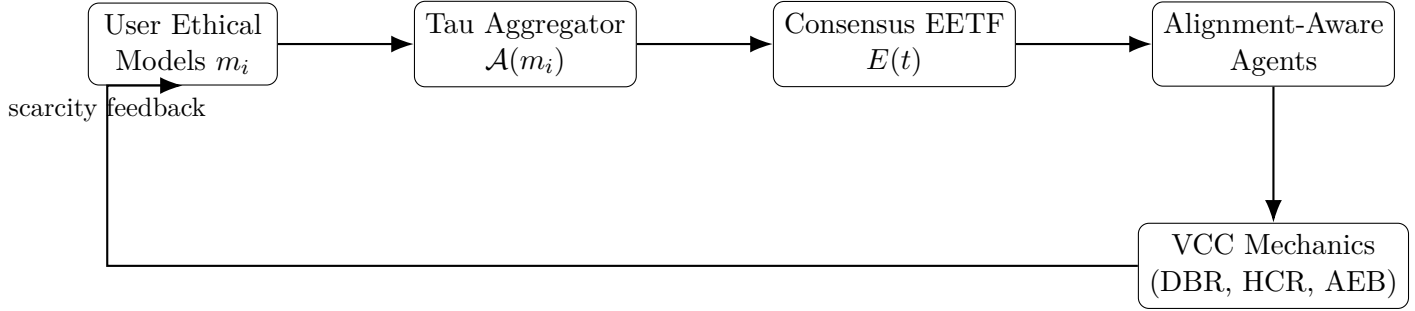 User Ethical
Models $m_i$
Tau Aggregator
$\mathcal{A}(m_i)$
Consensus EETF
$E(t)$
Alignment-Aware
Agents
scarcity feedback
VCC Mechanics
(DBR, HCR, AEB)